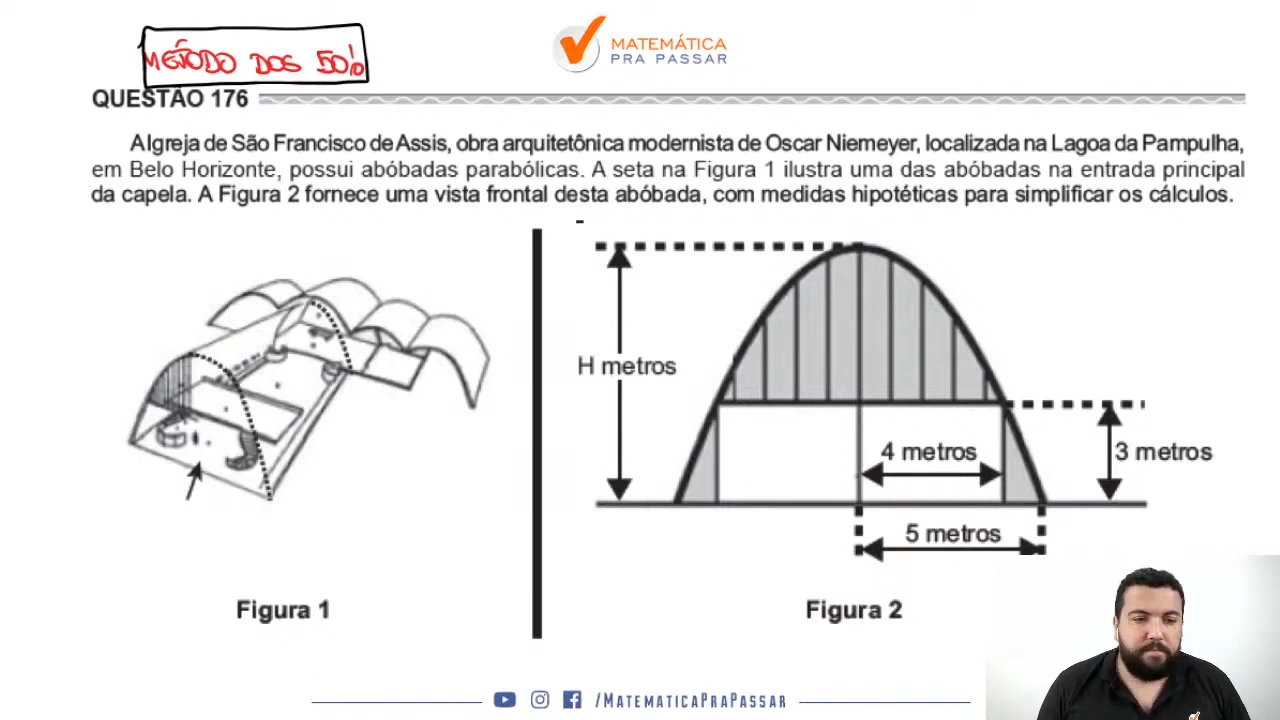 MÉTODO DOS 50%
MATEMÁTICA
PRA PASSAR
QUESTÃO 176
A Igreja de São Francisco de Assis, obra arquitetônica modernista de Oscar Niemeyer, localizada na Lagoa da Pampulha,
em Belo Horizonte, possui abóbadas parabólicas. A seta na Figura 1 ilustra uma das abóbadas na entrada principal
da capela. A Figura 2 fornece uma vista frontal desta abóbada, com medidas hipotéticas para simplificar os cálculos.
H metros
4 metros
3 metros
5 metros
Figura 1
Figura 2
/MATEMATICAPRAPASSAR